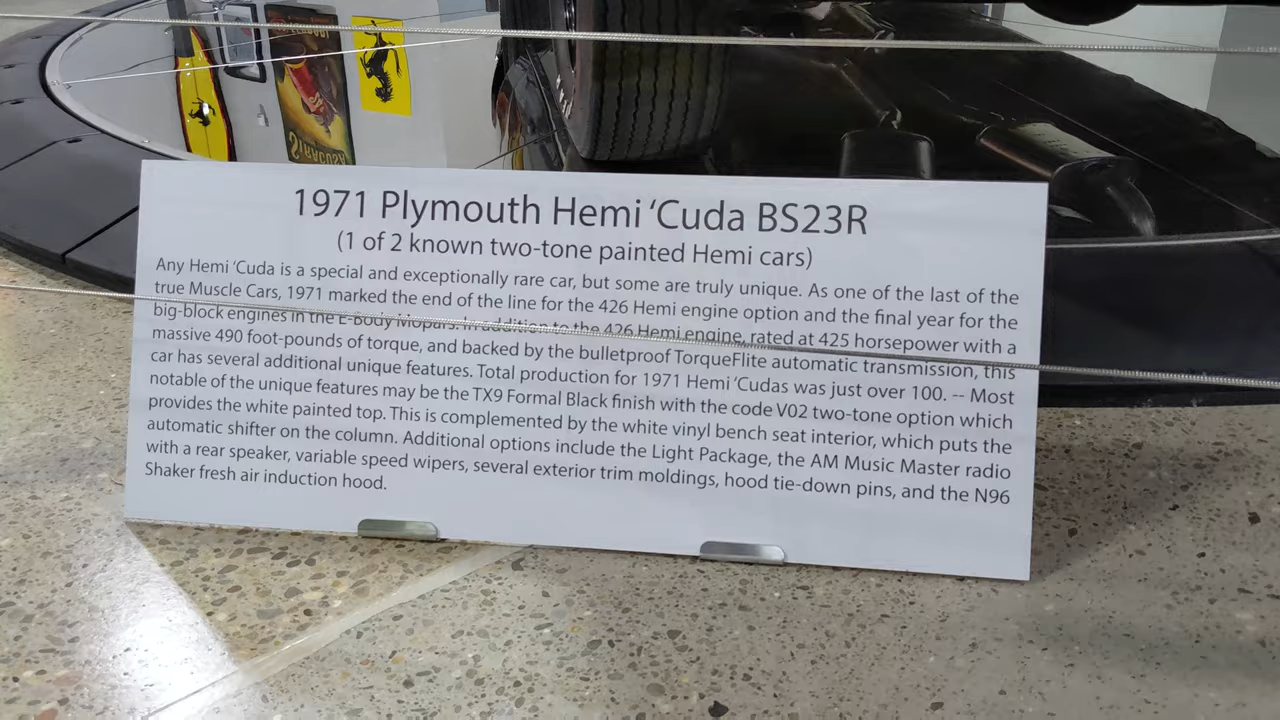 SIRACUSA
1971 Plymouth Hemi ‘Cuda BS23R
(1 of 2 known two-tone painted Hemi cars)
Any Hemi ‘Cuda is a special and exceptionally rare car, but some are truly unique. As one of the last of the
true Muscle Cars, 1971 marked the end of the line for the 426 Hemi engine option and the final year for the
big-block engines in the E-Body Mopars. In addition to the 426 Hemi engine, rated at 425 horsepower with a
massive 490 foot-pounds of torque, and backed by the bulletproof TorqueFlite automatic transmission, this
car has several additional unique features. Total production for 1971 Hemi ‘Cudas was just over 100. -- Most
notable of the unique features may be the TX9 Formal Black finish with the code V02 two-tone option which
provides the white painted top. This is complemented by the white vinyl bench seat interior, which puts the
automatic shifter on the column. Additional options include the Light Package, the AM Music Master radio
with a rear speaker, variable speed wipers, several exterior trim moldings, hood tie-down pins, and the N96
Shaker fresh air induction hood.